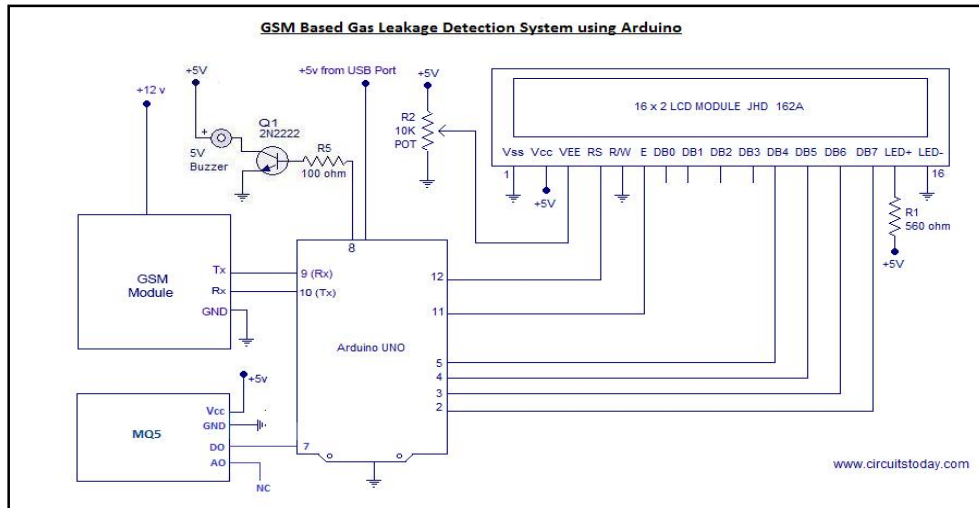 GSM Based Gas Leakage Detection System using Arduino
+12 v
+5V
+5v from USB Port
+5V
Q1
2N2222
+
5V
Buzzer
R5
100 ohm
R2
10K
POT
16 x 2 LCD MODULE JHD 162A
Vss Vcc VEE RS R/W E DB0 DB1 DB2 DB3 DB4 DB5 DB6 DB7 LED+ LED-
1
16
+5V
R1
560 ohm
+5V
GSM
Module
Tx
Rx
GND
8
9 (Rx)
10 (Tx)
12
11
Arduino UNO
5
4
3
2
7
+5v
MQ5
Vcc
GND
DO
AO
NC
www.circuitstoday.com